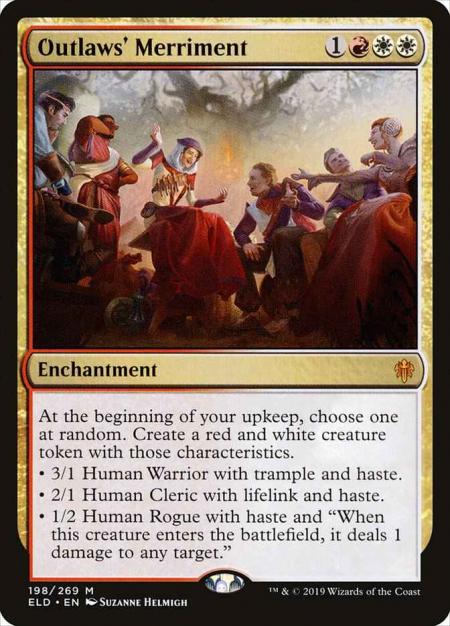 Outlaws' Merriment 1
Enchantment
At the beginning of your upkeep, choose one
at random. Create a red and white creature
token with those characteristics.
• 3/1 Human Warrior with trample and haste.
• 2/1 Human Cleric with lifelink and haste.
• 1/2 Human Rogue with haste and “When
this creature enters the battlefield, it deals 1
damage to any target.”
198/269 M
ELD • EN Suzanne Helmigh ™ & © 2019 Wizards of the Coast